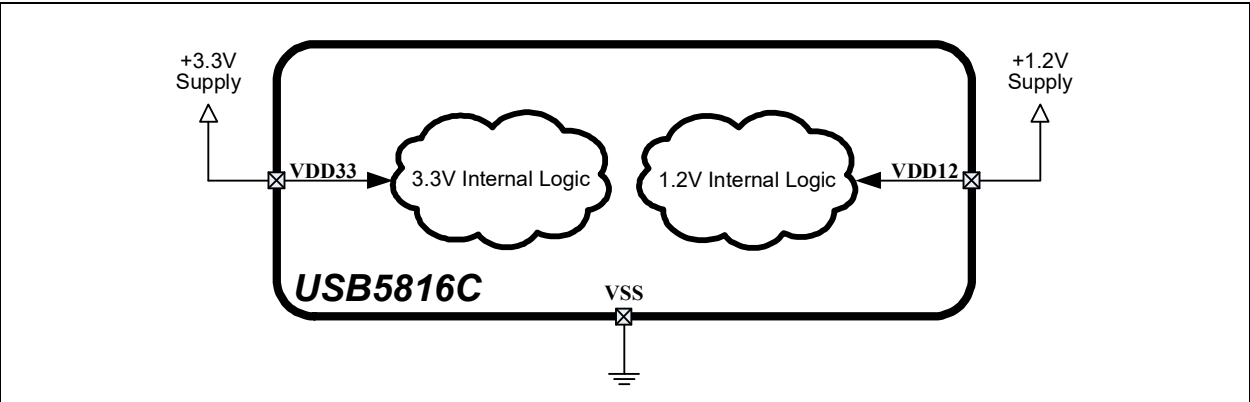 +3.3V
Supply
+1.2V
Supply
VDD33
3.3V Internal Logic
1.2V Internal Logic
VDD12
USB5816C
VSS